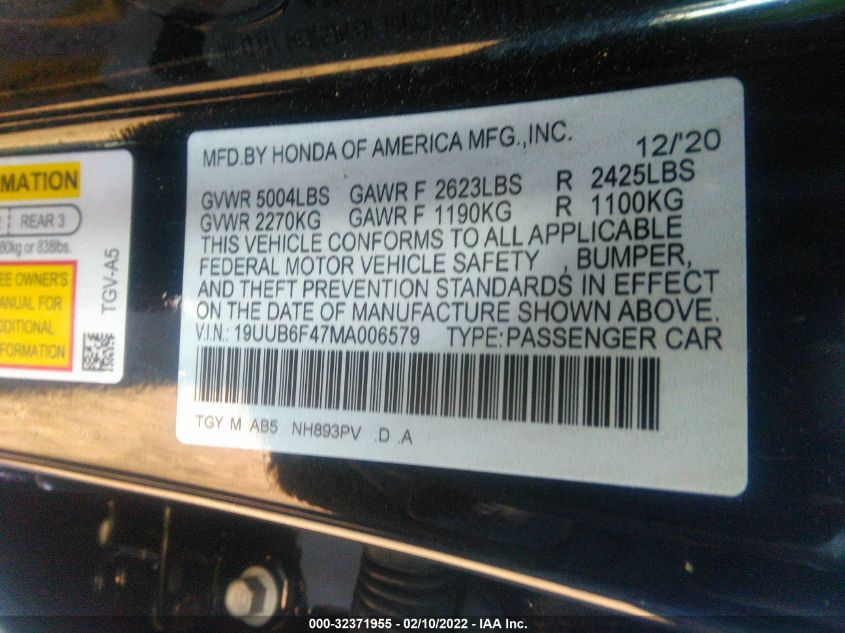 MATION
REAR 3
80kg or 838lbs.
EE OWNER'S
ANUAL FOR
DDITIONAL
FORMATION
TGV-A5
MFD.BY HONDA OF AMERICA MFG.,INC. 12/'20
GVWR 5004LBS GAWR F 2623LBS R 2425LBS
GVWR 2270KG GAWR F 1190KG R 1100KG
THIS VEHICLE CONFORMS TO ALL APPLICABLE
FEDERAL MOTOR VEHICLE SAFETY , BUMPER,
AND THEFT PREVENTION STANDARDS IN EFFECT
ON THE DATE OF MANUFACTURE SHOWN ABOVE.
V.I.N.: 19UUB6F47MA006579 TYPE:PASSENGER CAR
TGY M AB5 NH893PV .D .A
000-32371955 - 02/10/2022 - IAA Inc.